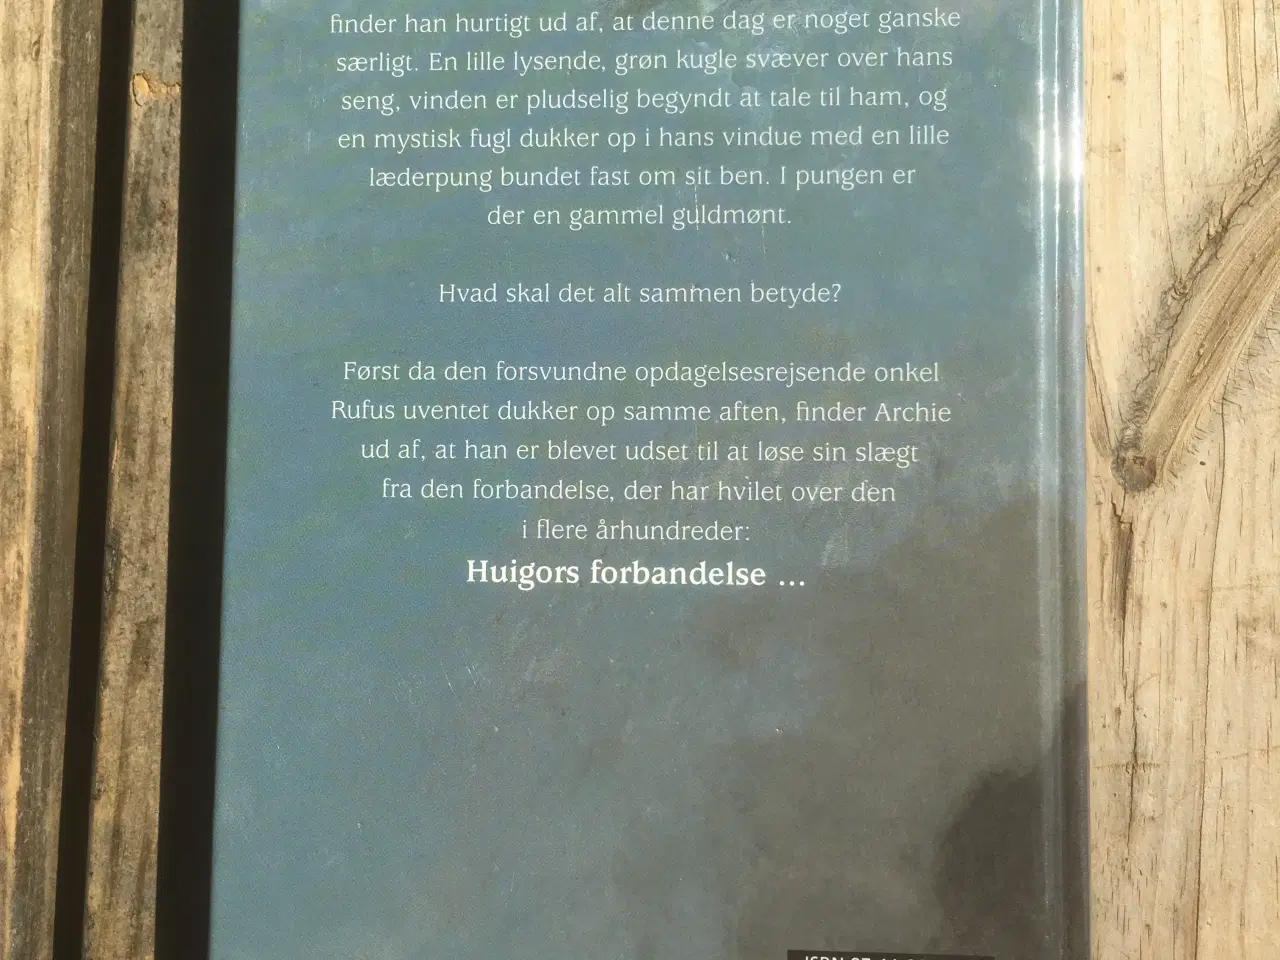 finder han hurtigt ud af, at denne dag er noget ganske
særligt. En lille lysende, grøn kugle svæver over hans
seng, vinden er pludselig begyndt at tale til ham, og
en mystisk fugl dukker op i hans vindue med en lille
læderpung bundet fast om sit ben. I pungen er
der en gammel guldmønt.
Hvad skal det alt sammen betyde?
Først da den forsvundne opdagelsesrejsende onkel
Rufus uventet dukker op samme aften, finder Archie
ud af, at han er blevet udset til at løse sin slægt
fra den forbandelse, der har hvilet over den
i flere århundreder:
Huigors forbandelse ...